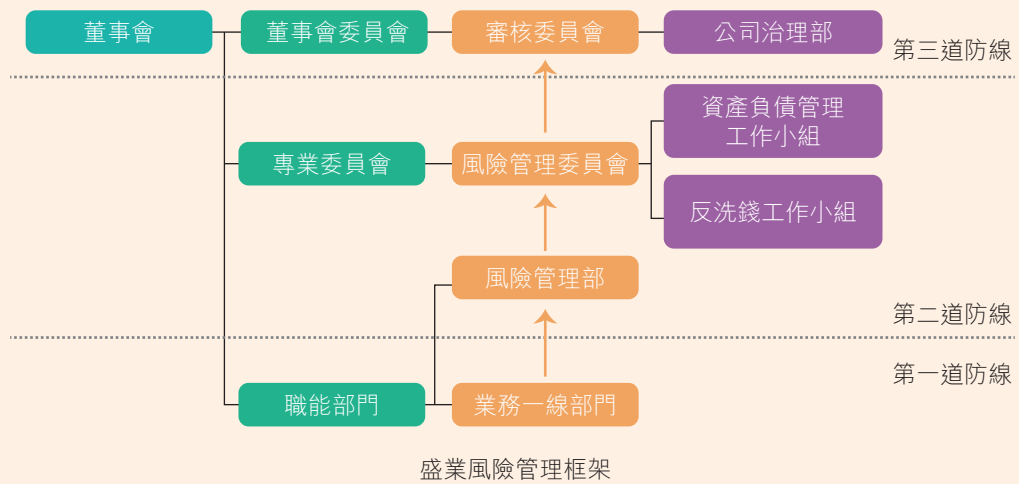 董事會
董事會委員會
審核委員會
公司治理部
第三道防線
資產負債管理
工作小組
專業委員會
風險管理委員會
反洗錢工作小組
風險管理部
第二道防線
第一道防線
職能部門
業務一線部門
盛業風險管理框架